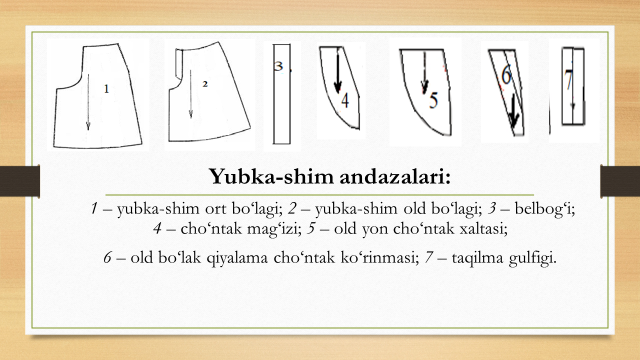 1 2 3 4 5 6 7
Yubka-shim andazalari:
1 – yubka-shim ort bo‘lagi; 2 – yubka-shim old bo‘lagi; 3 – belbog‘i;
4 – cho‘ntak mag‘izi; 5 – old yon cho‘ntak xaltasi;
6 – old bo‘lak qiyalama cho‘ntak ko‘rinmasi; 7 – taqilma gulfigi.